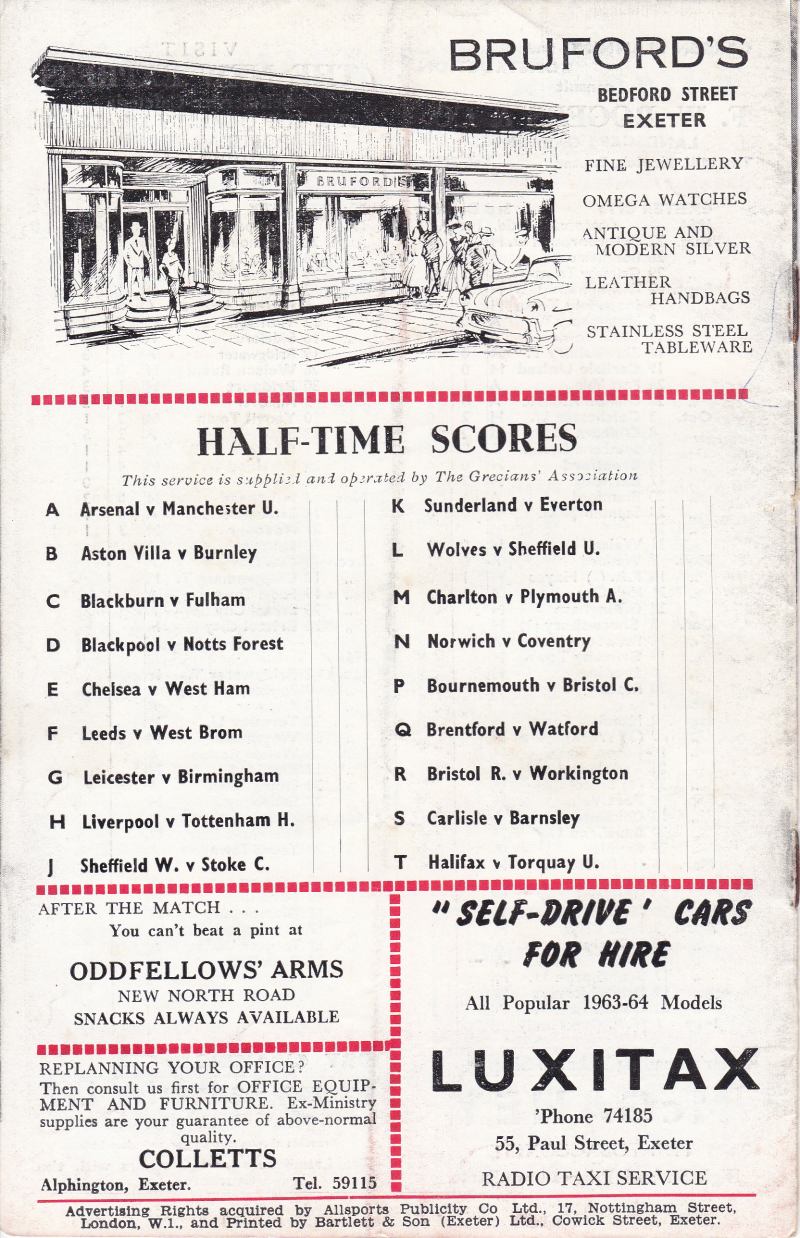 BRUFORD'S
BEDFORD STREET
EXETER
FINE JEWELLERY
OMEGA WATCHES
ANTIQUE AND
MODERN SILVER
LEATHER
HANDBAGS
STAINLESS STEEL
TABLEWARE
BRUFORD'S
HALF-TIME SCORES
This service is supplied and operated by The Grecians' Association
A Arsenal v Manchester U.
B Aston Villa v Burnley
C Blackburn v Fulham
D Blackpool v Notts Forest
E Chelsea v West Ham
F Leeds v West Brom
G Leicester v Birmingham
H Liverpool v Tottenham H.
J Sheffield W. v Stoke C.
K Sunderland v Everton
L Wolves v Sheffield U.
M Charlton v Plymouth A.
N Norwich v Coventry
P Bournemouth v Bristol C.
Q Brentford v Watford
R Bristol R. v Workington
S Carlisle v Barnsley
T Halifax v Torquay U.
AFTER THE MATCH . . .
You can't beat a pint at
ODDFELLOWS' ARMS
NEW NORTH ROAD
SNACKS ALWAYS AVAILABLE
REPLANNING YOUR OFFICE?
Then consult us first for OFFICE EQUIP-
MENT AND FURNITURE. Ex-Ministry
supplies are your guarantee of above-normal
quality.
COLLETTS
Alphington, Exeter. Tel. 59115
"SELF-DRIVE' CARS
FOR HIRE
All Popular 1963-64 Models
LUXITAX
'Phone 74185
55, Paul Street, Exeter
RADIO TAXI SERVICE
Advertising Rights acquired by Allsports Publicity Co Ltd., 17, Nottingham Street,
London, W.1., and Printed by Bartlett & Son (Exeter) Ltd., Cowick Street, Exeter.